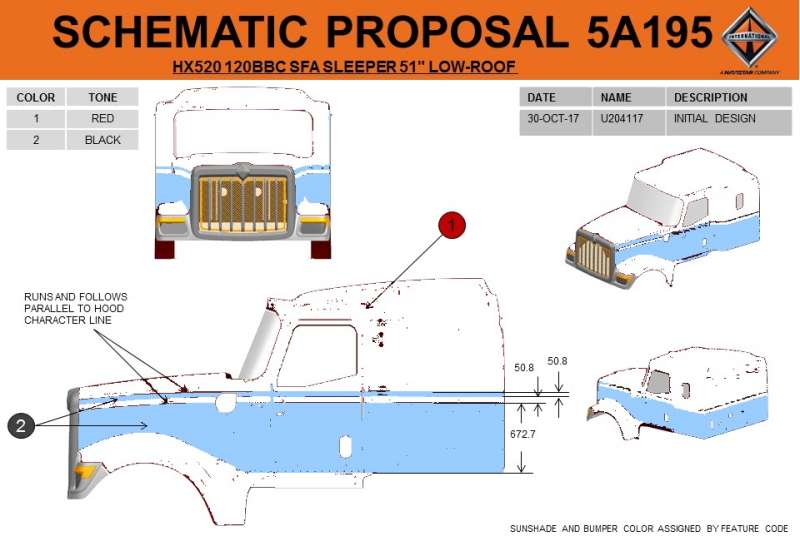 SCHEMATIC PROPOSAL 5A195
INTERNATIONAL
A NAVISTAR COMPANY
HX520 120BBC SFA SLEEPER 51" LOW-ROOF
COLOR TONE
1 RED
2 BLACK
DATE NAME DESCRIPTION
30-OCT-17 U204117 INITIAL DESIGN
1
RUNS AND FOLLOWS
PARALLEL TO HOOD
CHARACTER LINE
50.8
50.8
2
672.7
SUNSHADE AND BUMPER COLOR ASSIGNED BY FEATURE CODE